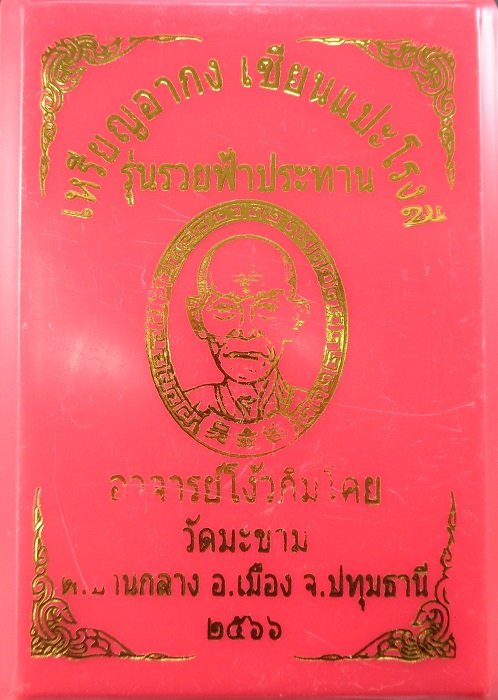 เหรียญอากง เซียนแปะโรงสี
รุ่นรวยฟ้าประทาน
อาจารย์โง้วกิมโคย
วัดมะขาม
ต.บ้านกลาง อ.เมือง จ.ปทุมธานี
๒๕๖๖